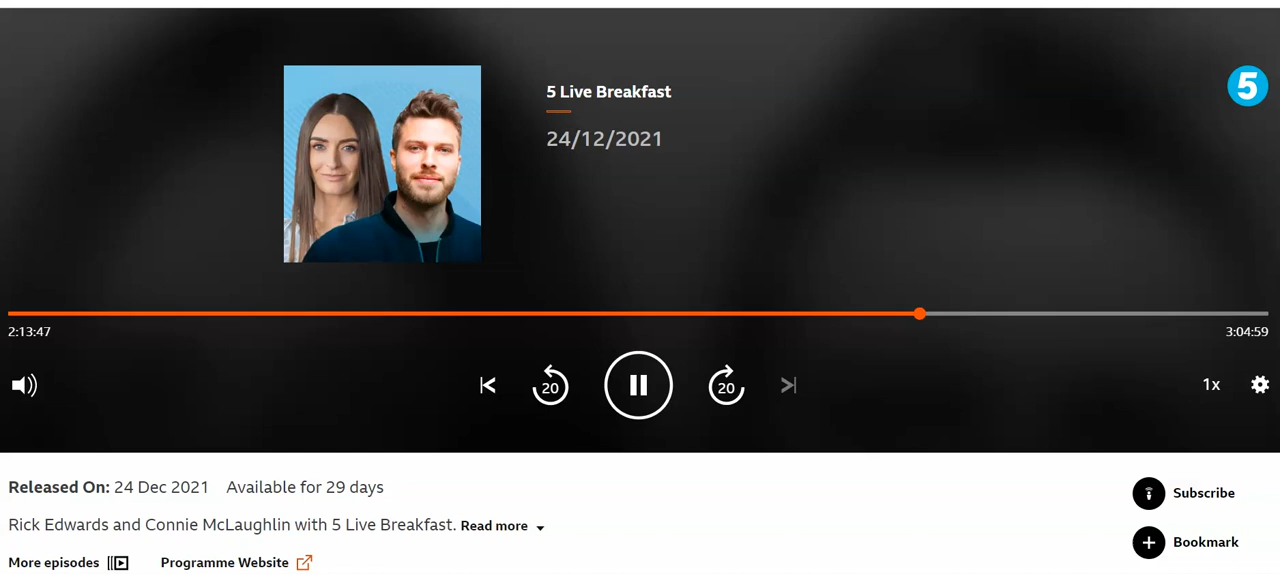 5 Live Breakfast
24/12/2021
5
2:13:47
3:04:59
20
20
1x
Released On: 24 Dec 2021 Available for 29 days
Subscribe
Rick Edwards and Connie McLaughlin with 5 Live Breakfast. Read more
Bookmark
More episodes
Programme Website